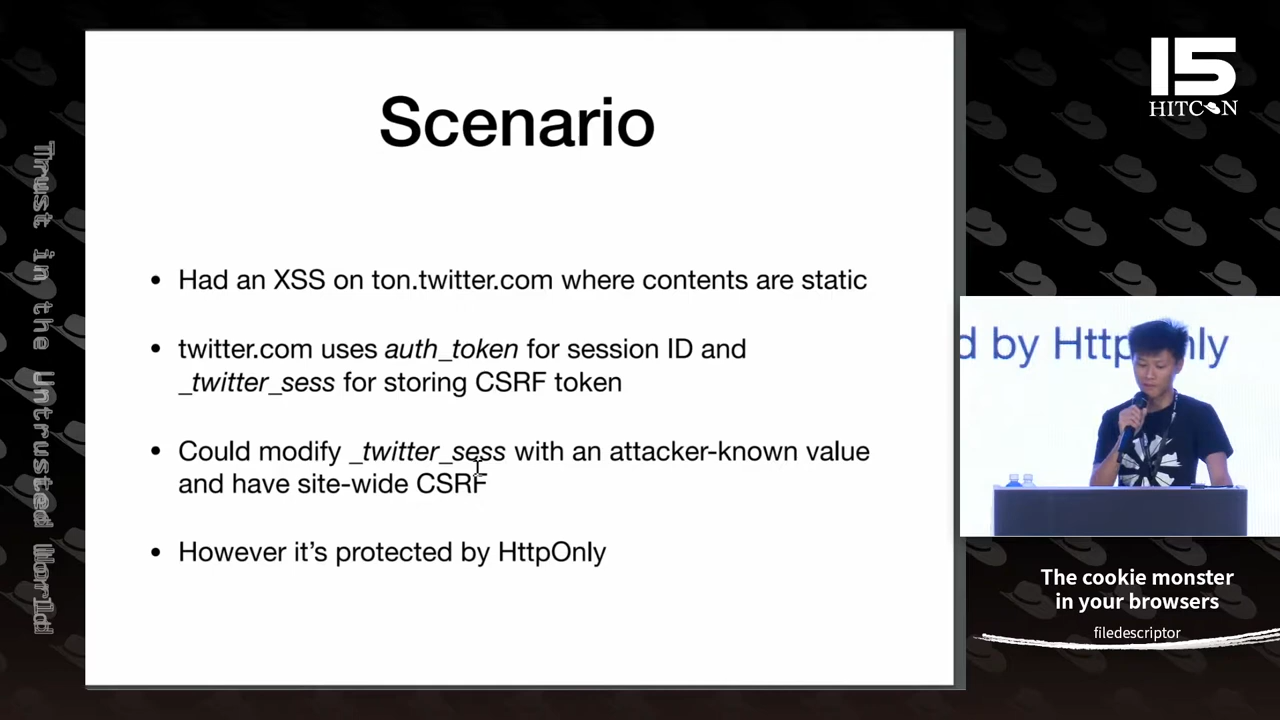 Scenario
• Had an XSS on ton.twitter.com where contents are static
• twitter.com uses auth_token for session ID and
_twitter_sess for storing CSRF token
• Could modify _twitter_sess with an attacker-known value
and have site-wide CSRF
• However it's protected by HttpOnly
Thrust in the Untrusted World
15
HITCON
d by HttpOnly
The cookie monster
in your browsers
filedescriptor